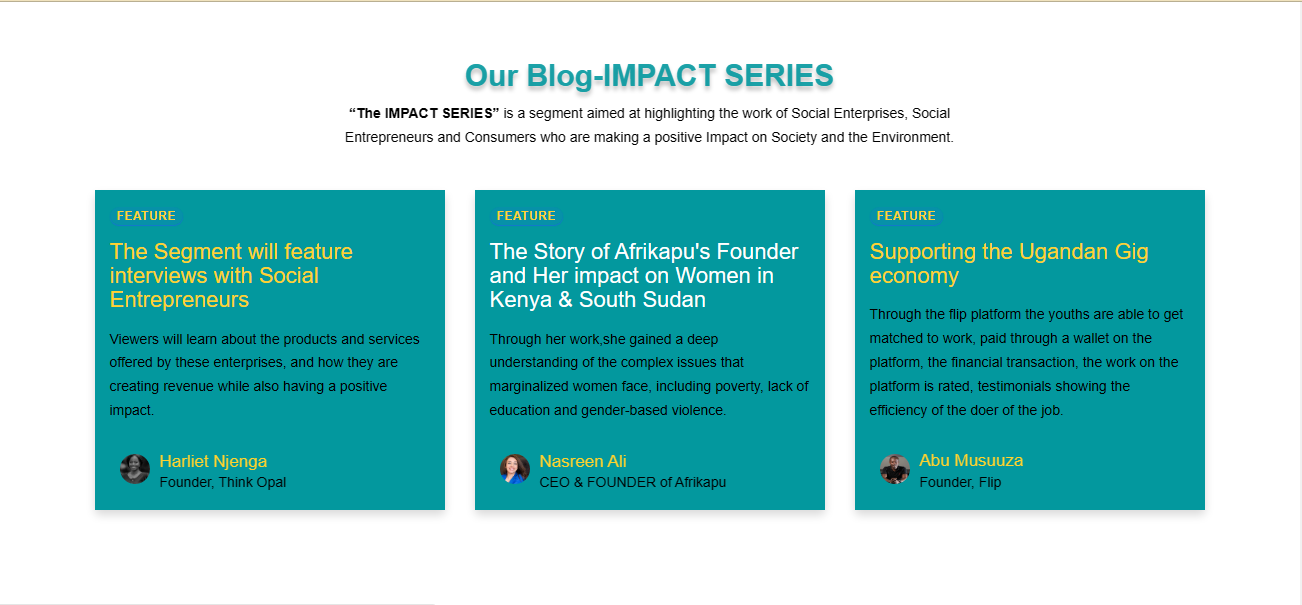 Our Blog-IMPACT SERIES
“The IMPACT SERIES” is a segment aimed at highlighting the work of Social Enterprises, Social
Entrepreneurs and Consumers who are making a positive Impact on Society and the Environment.
FEATURE
The Segment will feature
interviews with Social
Entrepreneurs
Viewers will learn about the products and services
offered by these enterprises, and how they are
creating revenue while also having a positive
impact.
Harliet Njenga
Founder, Think Opal
FEATURE
The Story of Afrikapu's Founder
and Her impact on Women in
Kenya & South Sudan
Through her work,she gained a deep
understanding of the complex issues that
marginalized women face, including poverty, lack of
education and gender-based violence.
Nasreen Ali
CEO & FOUNDER of Afrikapu
FEATURE
Supporting the Ugandan Gig
economy
Through the flip platform the youths are able to get
matched to work, paid through a wallet on the
platform, the financial transaction, the work on the
platform is rated, testimonials showing the
efficiency of the doer of the job.
Abu Musuuza
Founder, Flip